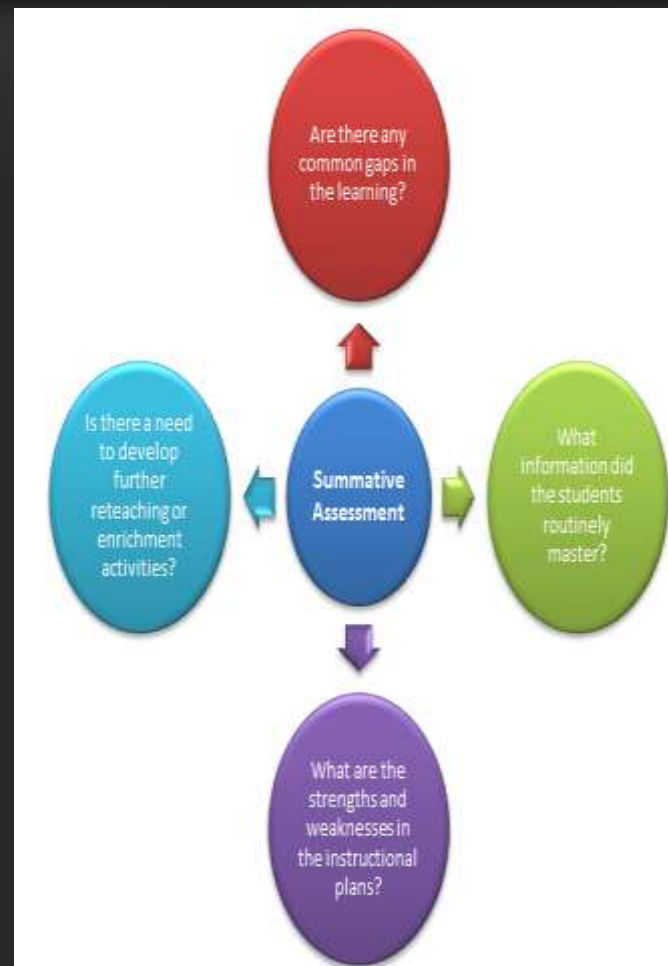 Are there any
common gaps in
the learning?
Is there a need
to develop
further
reteaching or
enrichment
activities?
Summative
Assessment
What
information did
the students
routinely
master?
What are the
strengths and
weaknesses in
the instructional
plans?